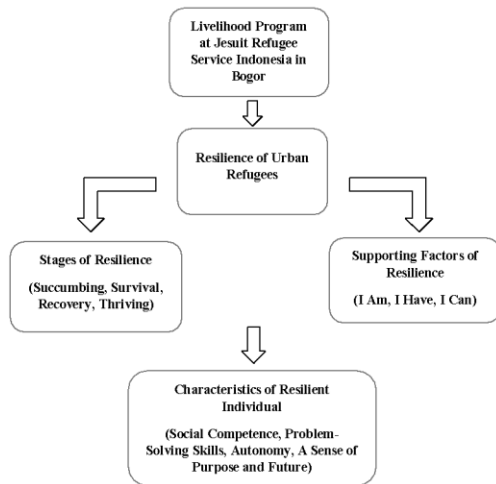 Livelihood Program
at Jesuit Refugee
Service Indonesia in
Bogor
Resilience of Urban
Refugees
Stages of Resilience
(Succumbing, Survival,
Recovery, Thriving)
Supporting Factors of
Resilience
(I Am, I Have, I Can)
Characteristics of Resilient
Individual
(Social Competence, Problem-
Solving Skills, Autonomy, A Sense of
Purpose and Future)